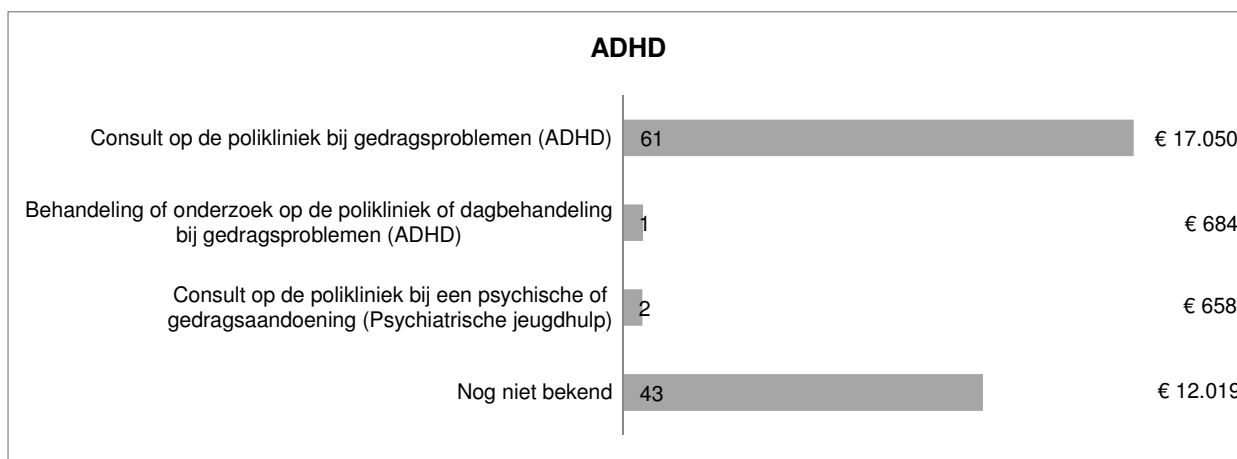 ADHD
Consult op de polikliniek bij gedragsproblemen (ADHD)
61
€ 17.050
Behandeling of onderzoek op de polikliniek of dagbehandeling
bij gedragsproblemen (ADHD)
1
€ 684
Consult op de polikliniek bij een psychische of
gedragsaandoening (Psychiatrische jeugdhulp)
2
€ 658
Nog niet bekend
43
€ 12.019